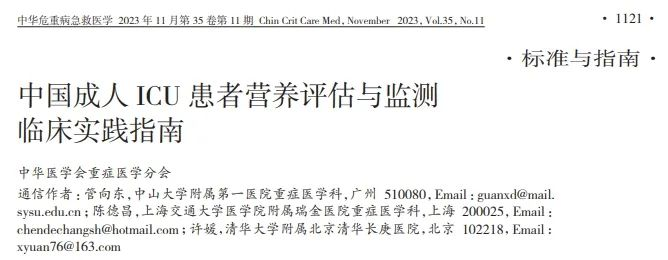 中华危重病急救医学 2023 年 11 月第 35 卷第 11 期 Chin Crit Care Med, November 2023, Vol.35, No.11 · 1121 ·
· 标准与指南 ·
中国成人 ICU 患者营养评估与监测
临床实践指南
中华医学会重症医学分会
通信作者：管向东，中山大学附属第一医院重症医学科，广州 510080，Email：guanxd@mail.
sysu.edu.cn；陈德昌，上海交通大学医学院附属瑞金医院重症医学科，上海 200025，Email：
chendechangsh@hotmail.com；许媛，清华大学附属北京清华长庚医院，北京 102218，Email：
xyuan76@163.com